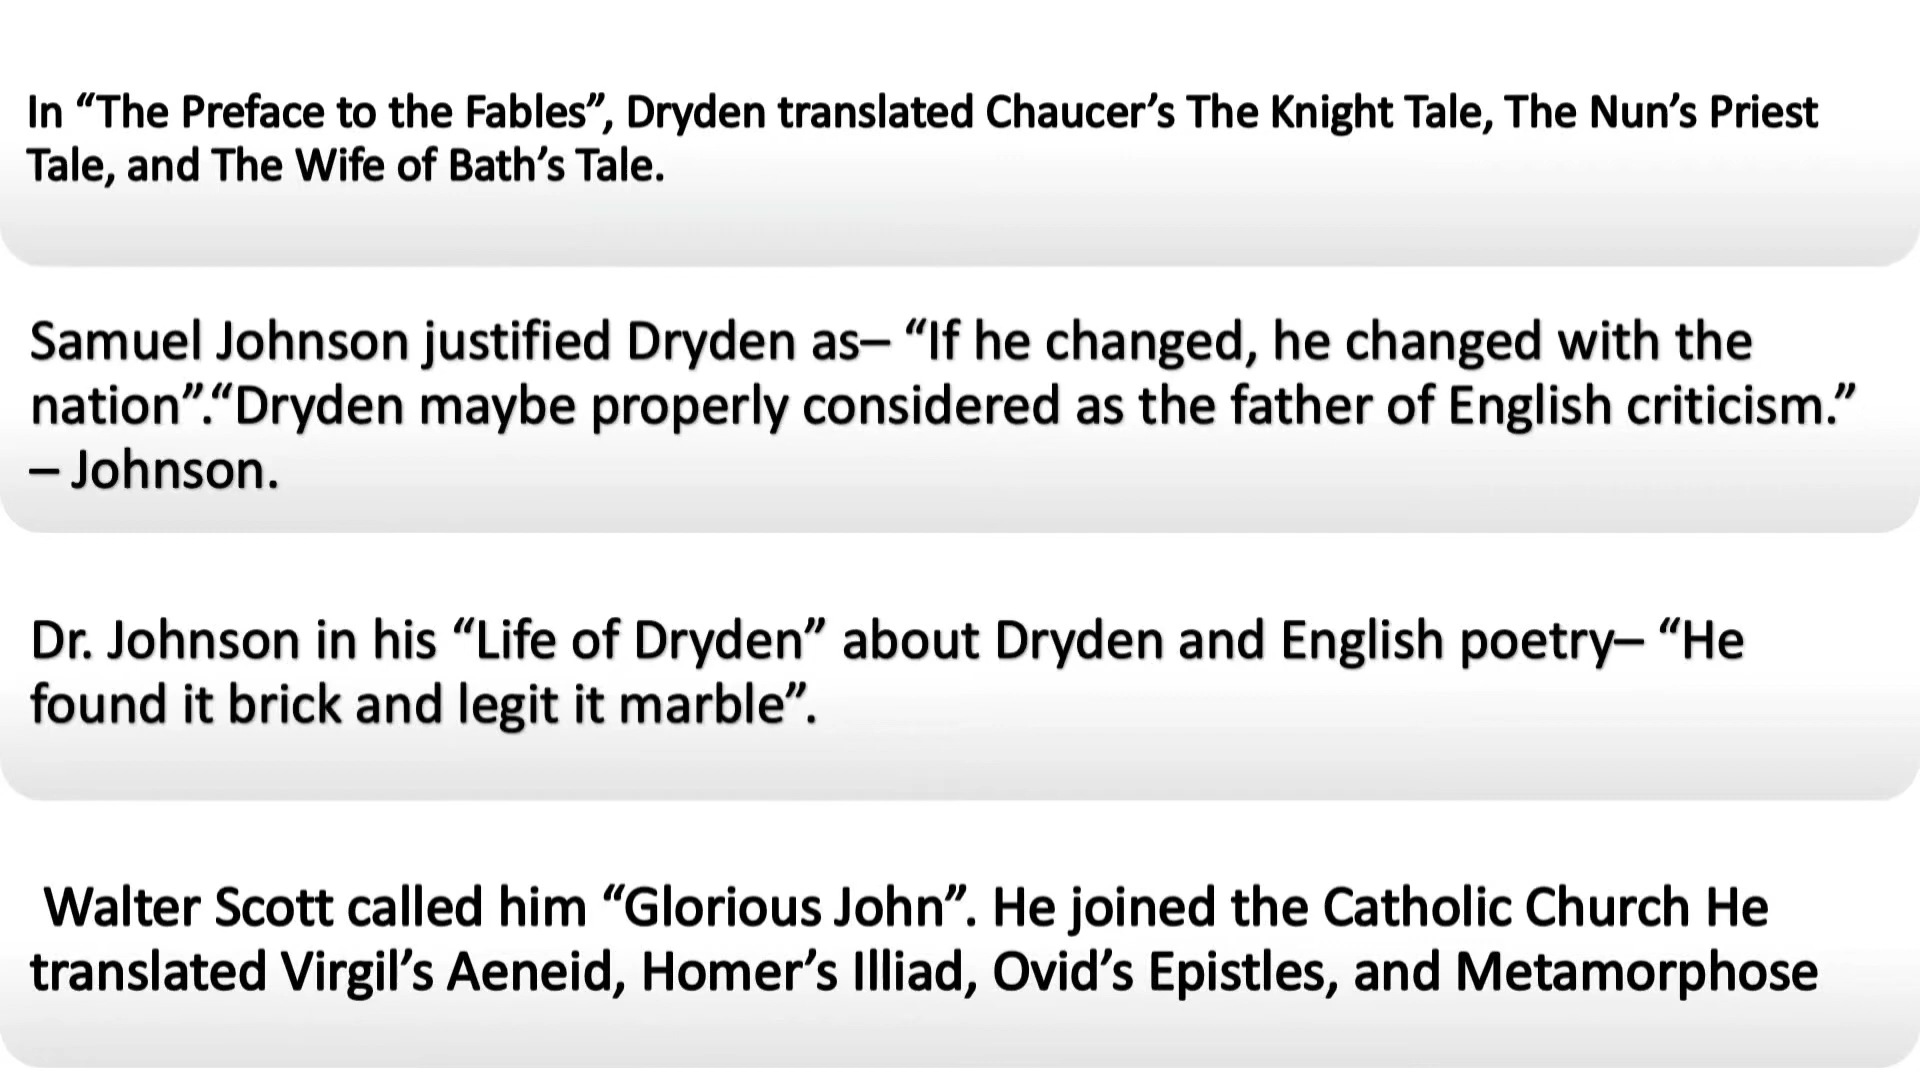 In “The Preface to the Fables”, Dryden translated Chaucer’s The Knight Tale, The Nun’s Priest
Tale, and The Wife of Bath’s Tale.
Samuel Johnson justified Dryden as– “If he changed, he changed with the
nation”.“Dryden maybe properly considered as the father of English criticism.”
– Johnson.
Dr. Johnson in his “Life of Dryden” about Dryden and English poetry– “He
found it brick and legit it marble”.
Walter Scott called him “Glorious John”. He joined the Catholic Church He
translated Virgil’s Aeneid, Homer’s Illiad, Ovid’s Epistles, and Metamorphose